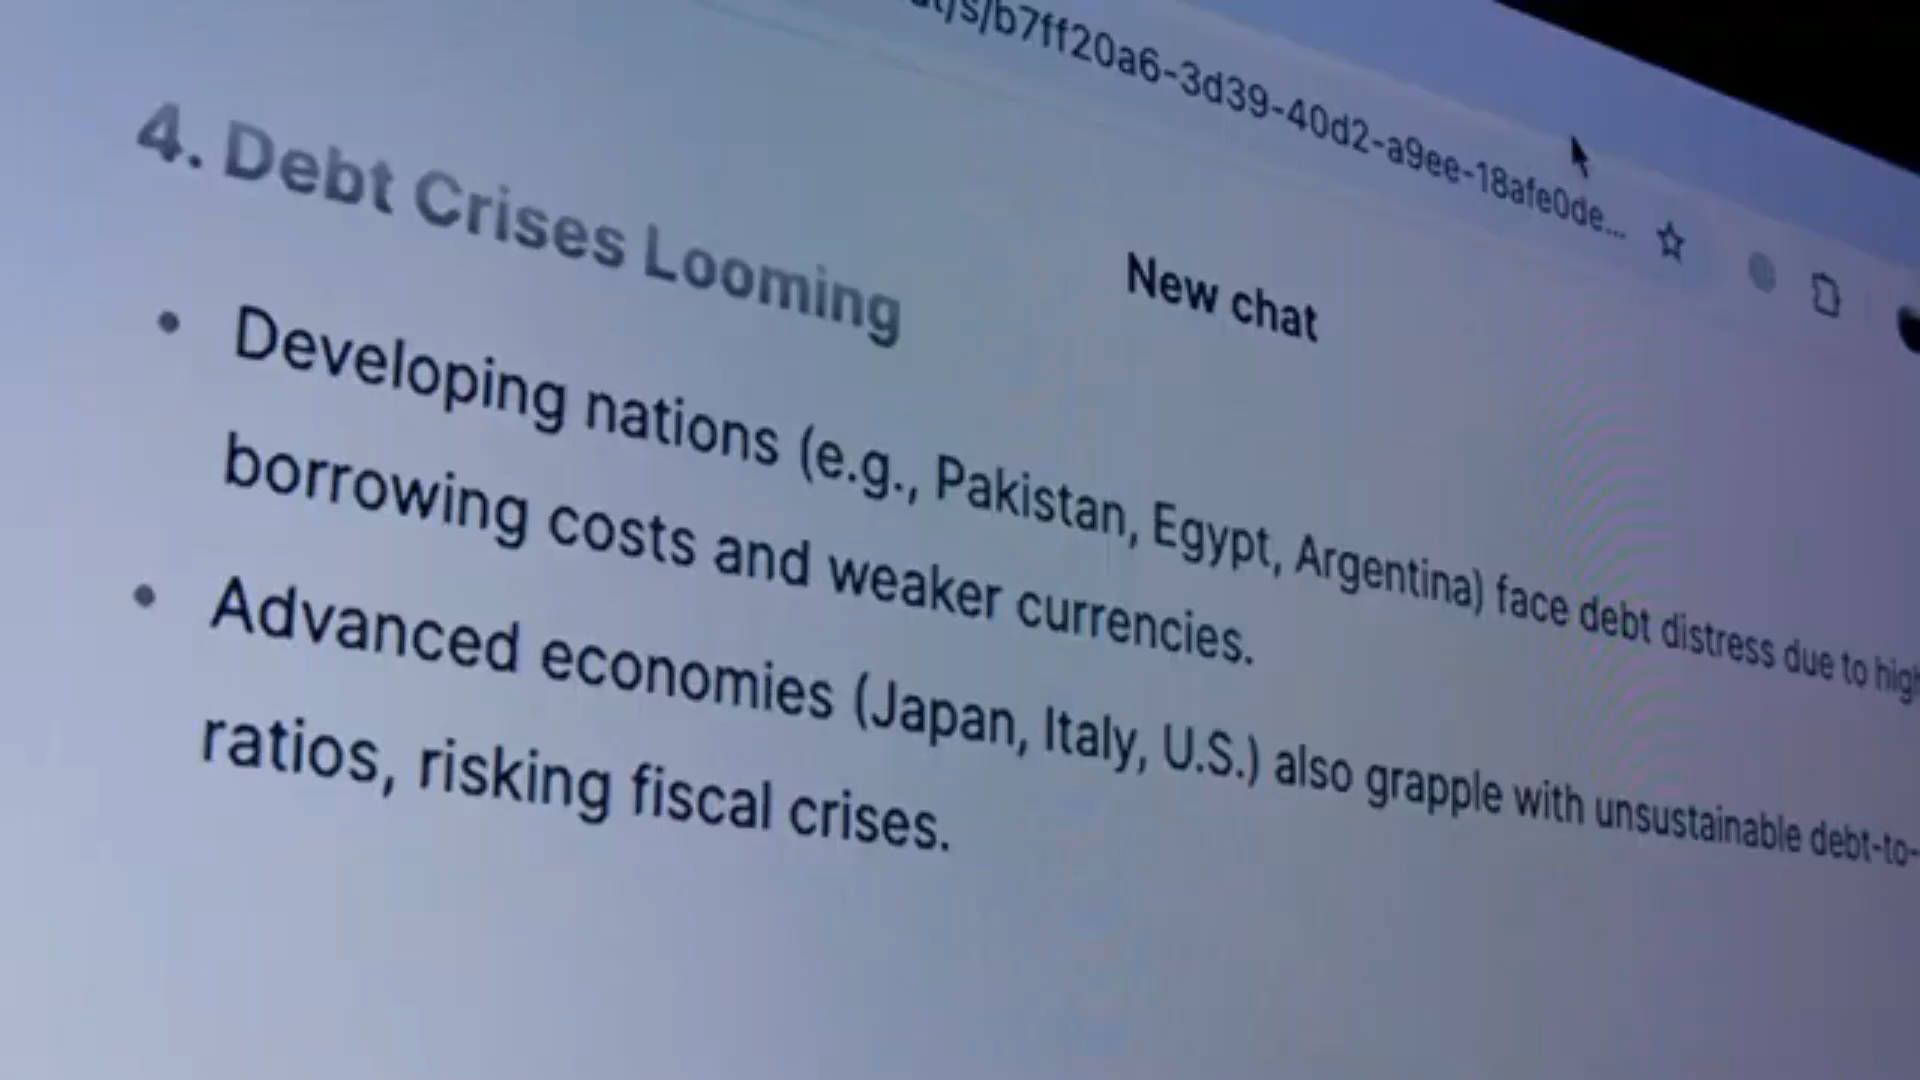 /s/b7ff20a6-3d39-40d2-a9ee-18afe0de...
New chat
4. Debt Crises Looming
• Developing nations (e.g., Pakistan, Egypt, Argentina) face debt distress due to
borrowing costs and weaker currencies.
• Advanced economies (Japan, Italy, U.S.) also grapple with unsustainable debt-to-
ratios, risking fiscal crises.